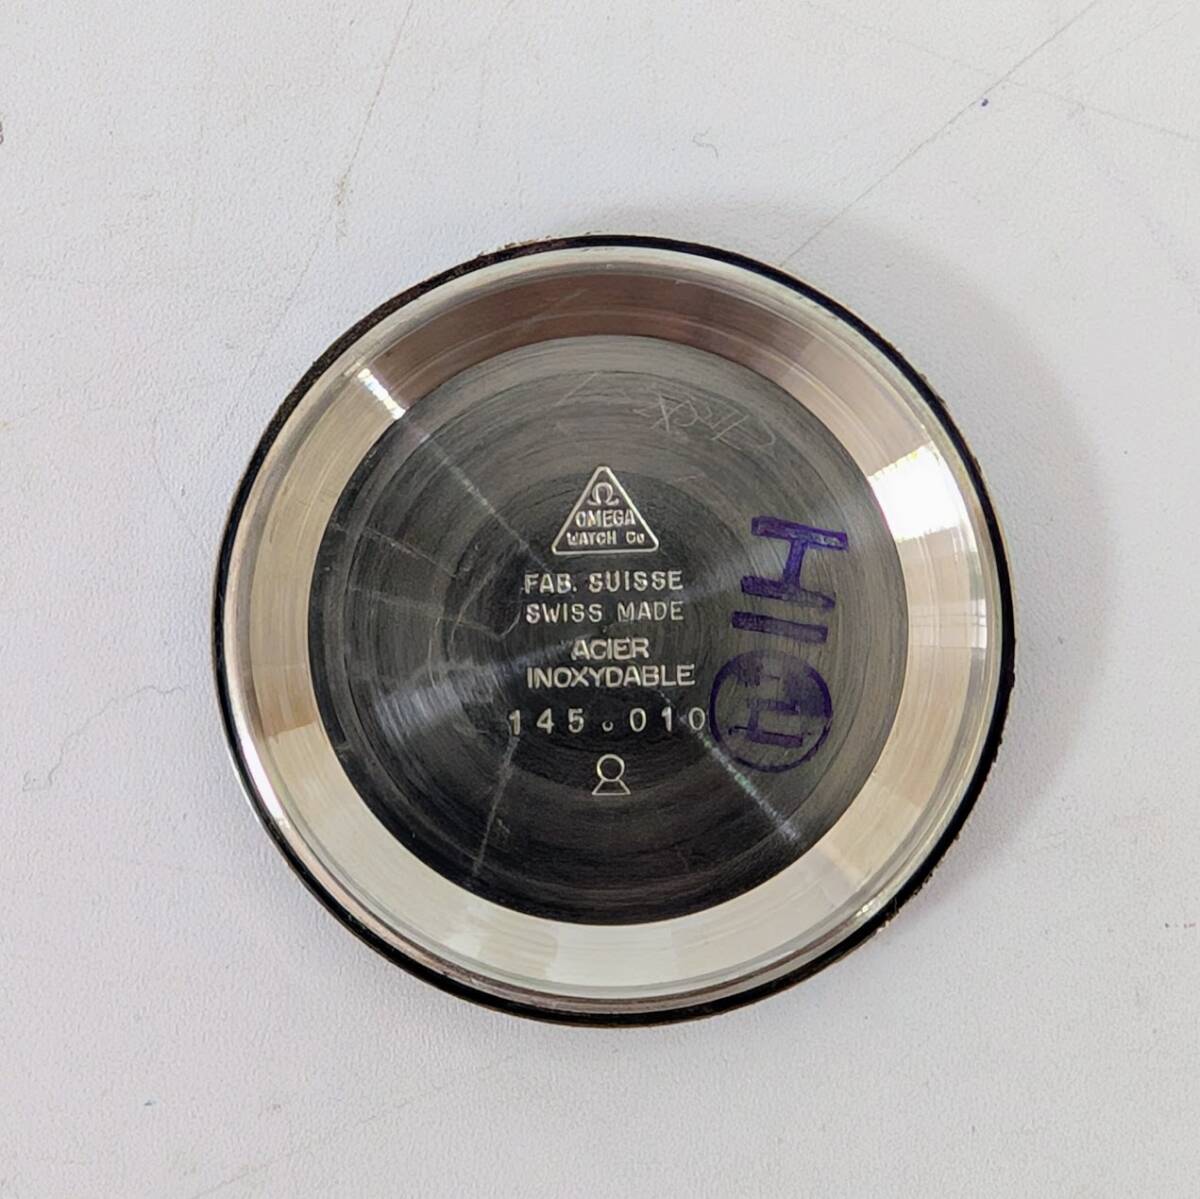 Ω
OMEGA
WATCH Co
FAB. SUISSE
SWISS MADE
ACIER
INOXYDABLE
145.010